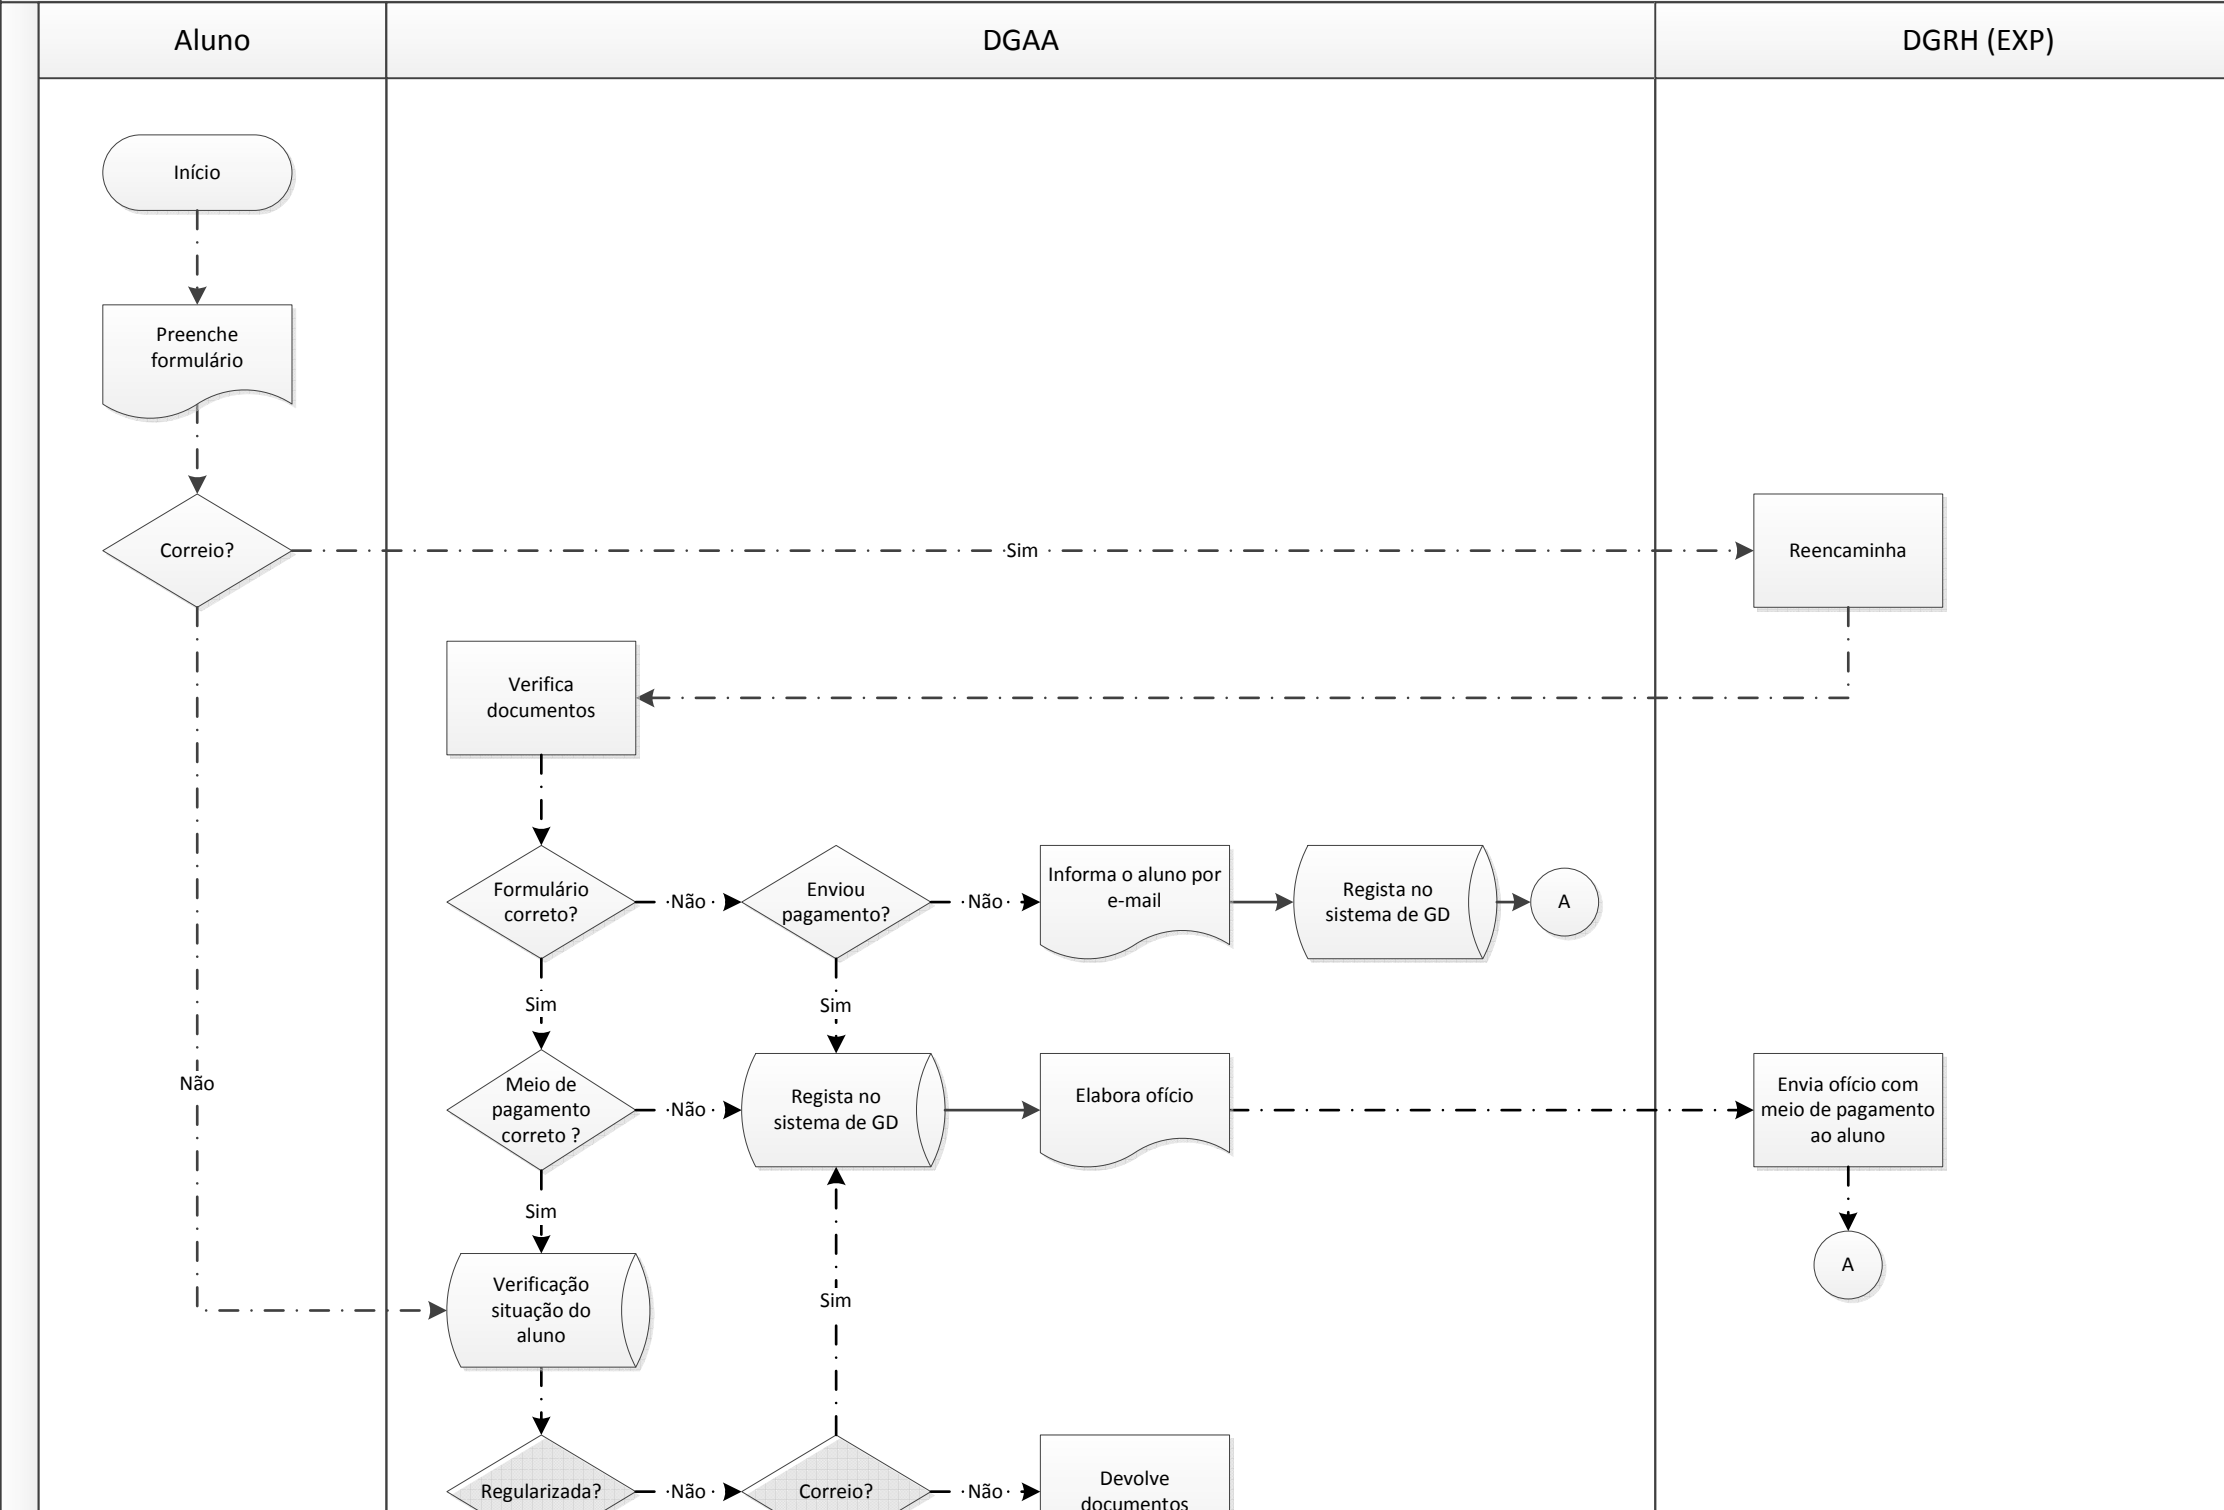 Aluno
DGAA
DGRH (EXP)
Início
Preenche
formulário
Correio?
Sim
Reencaminha
Verifica
documentos
Formulário
correto?
Não
Enviou
pagamento?
Não
Informa o aluno por
e-mail
Regista no
sistema de GD
A
Sim
Sim
Não
Meio de
pagamento
correto ?
Não
Regista no
sistema de GD
Elabora ofício
Envia ofício com
meio de pagamento
ao aluno
Sim
Verificação
situação do
aluno
Sim
A
Regularizada?
Não
Correio?
Não
Devolve
documentos